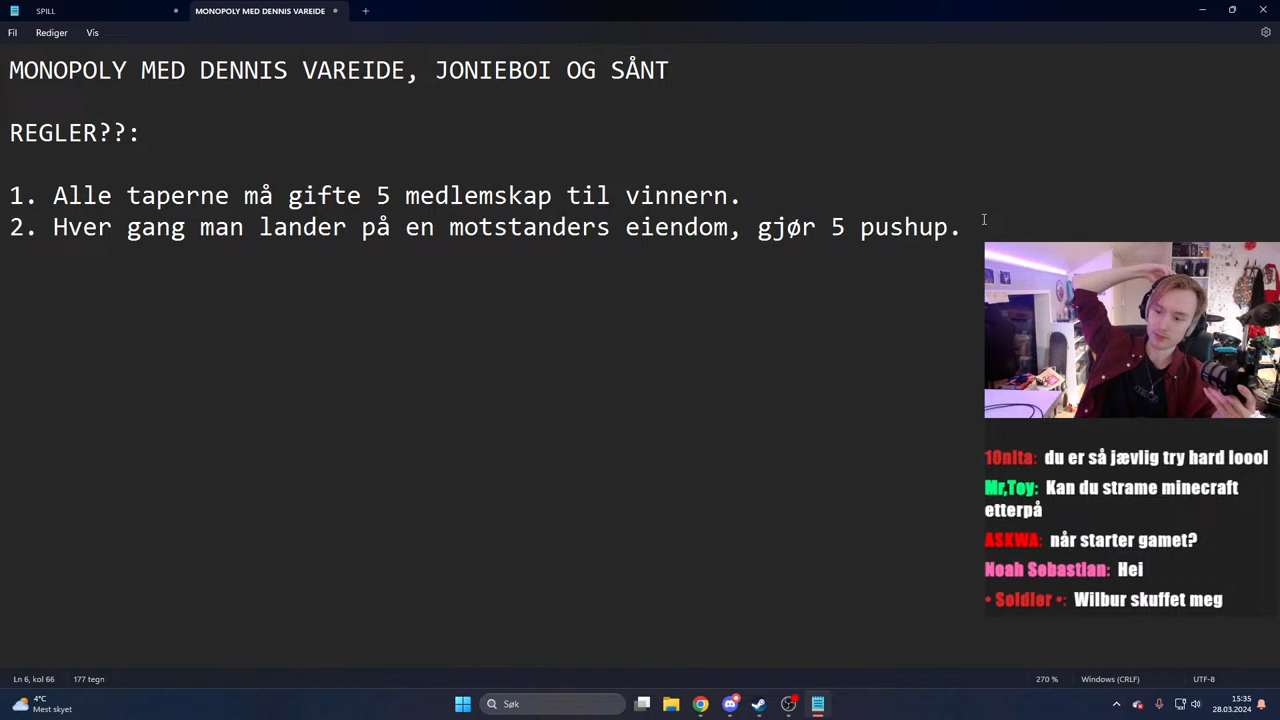 SPILL
MONOPOLY MED DENNIS VAREIDE
Fil Rediger Vis
MONOPOLY MED DENNIS VAREIDE, JONIEBOI OG SÅNT
REGLER??:
1. Alle taperne må gifte 5 medlemskap til vinnern.
2. Hver gang man lander på en motstanders eiendom, gjør 5 pushup.
10nita: du er så jævlig try hard loool
Mr,Toy: Kan du strame minecraft
etterpå
ASKWA: når starter gamet?
Noah Sebastian: Hei
• Soldier •: Wilbur skuffet meg
Ln 6, kol 66 177 tegn 270 % Windows (CRLF) UTF-8
4°C
Mest skyet
Søk
15:35
28.03.2024